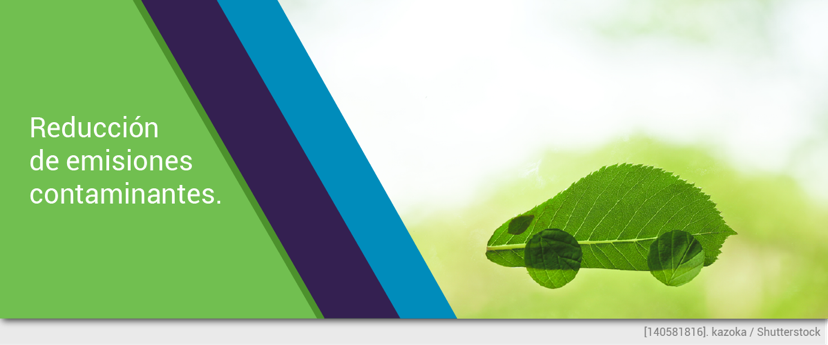 Reducción
de emisiones
contaminantes.
[140581816]. kazoka / Shutterstock